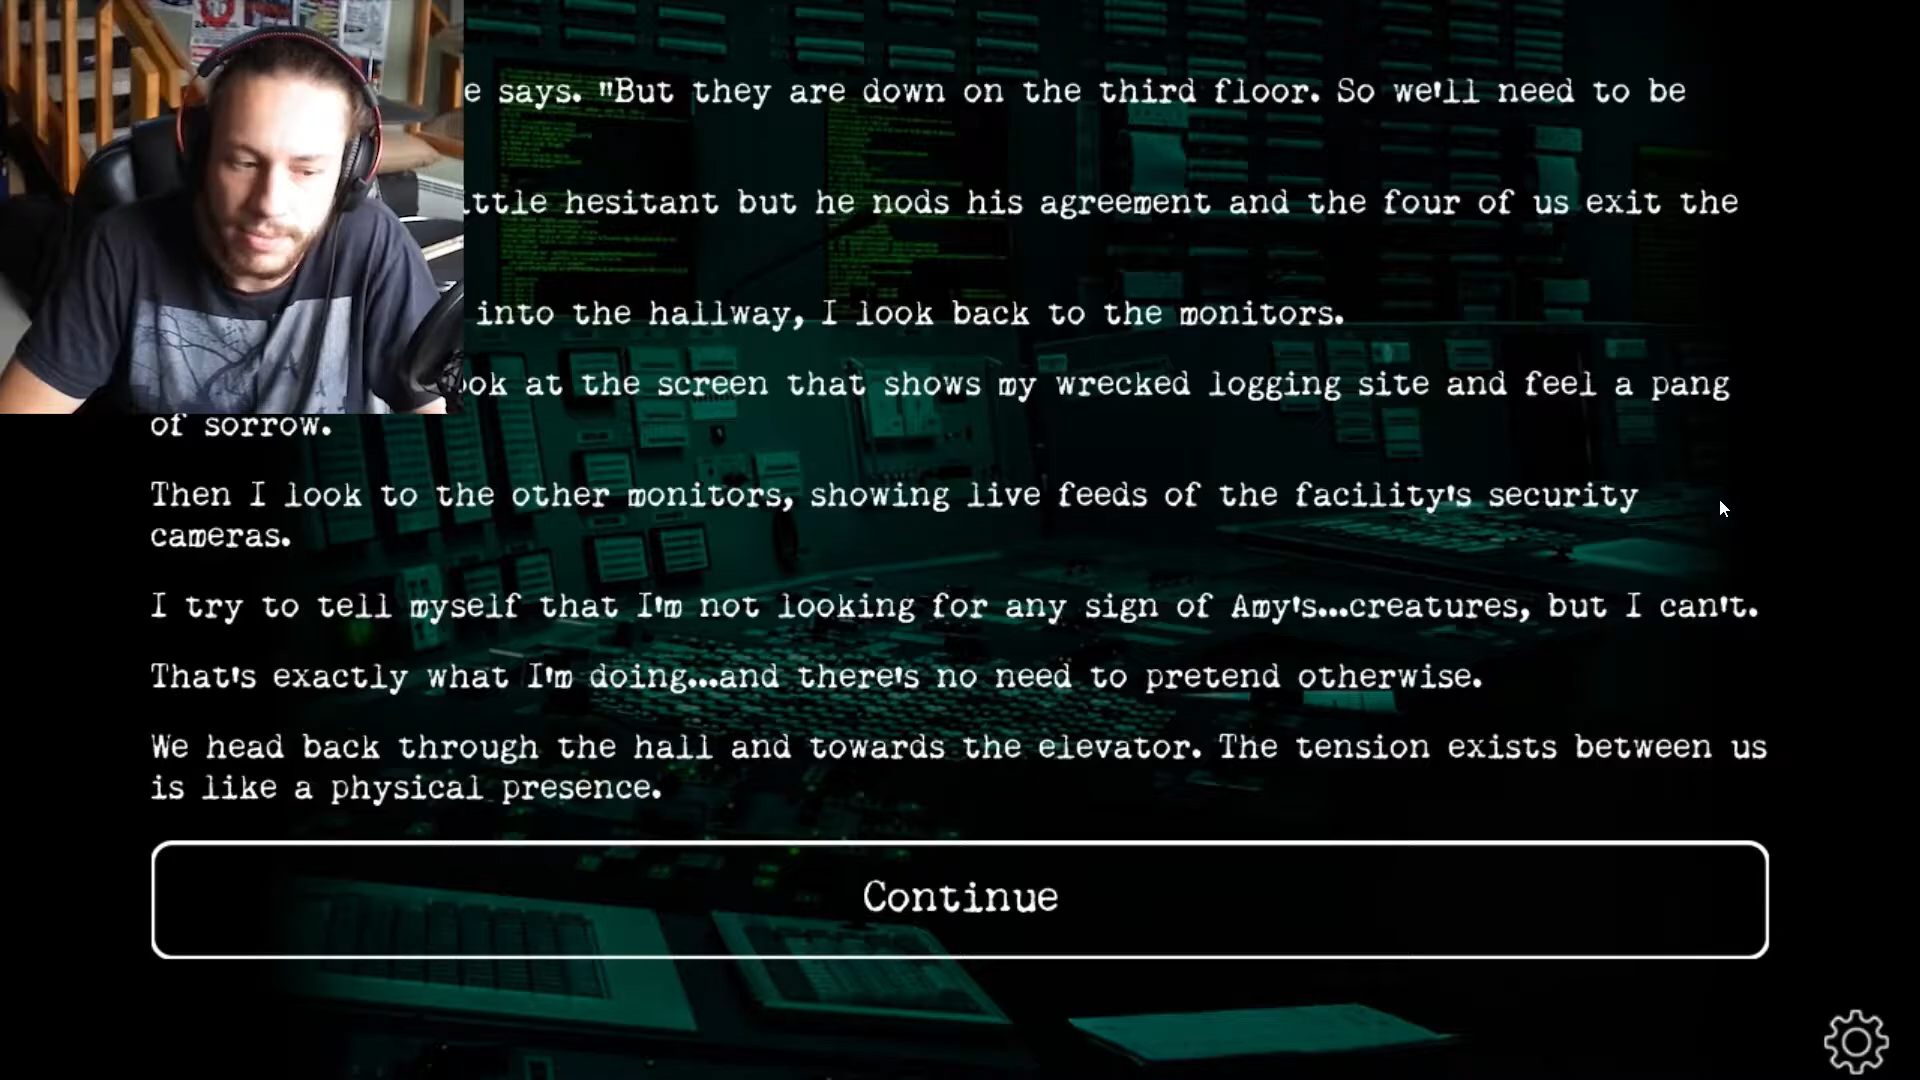 e says. "But they are down on the third floor. So we'll need to be
ttle hesitant but he nods his agreement and the four of us exit the
into the hallway, I look back to the monitors.
ook at the screen that shows my wrecked logging site and feel a pang
of sorrow.
Then I look to the other monitors, showing live feeds of the facility's security
cameras.
I try to tell myself that I'm not looking for any sign of Amy's...creatures, but I can't.
That's exactly what I'm doing...and there's no need to pretend otherwise.
We head back through the hall and towards the elevator. The tension exists between us
is like a physical presence.
Continue